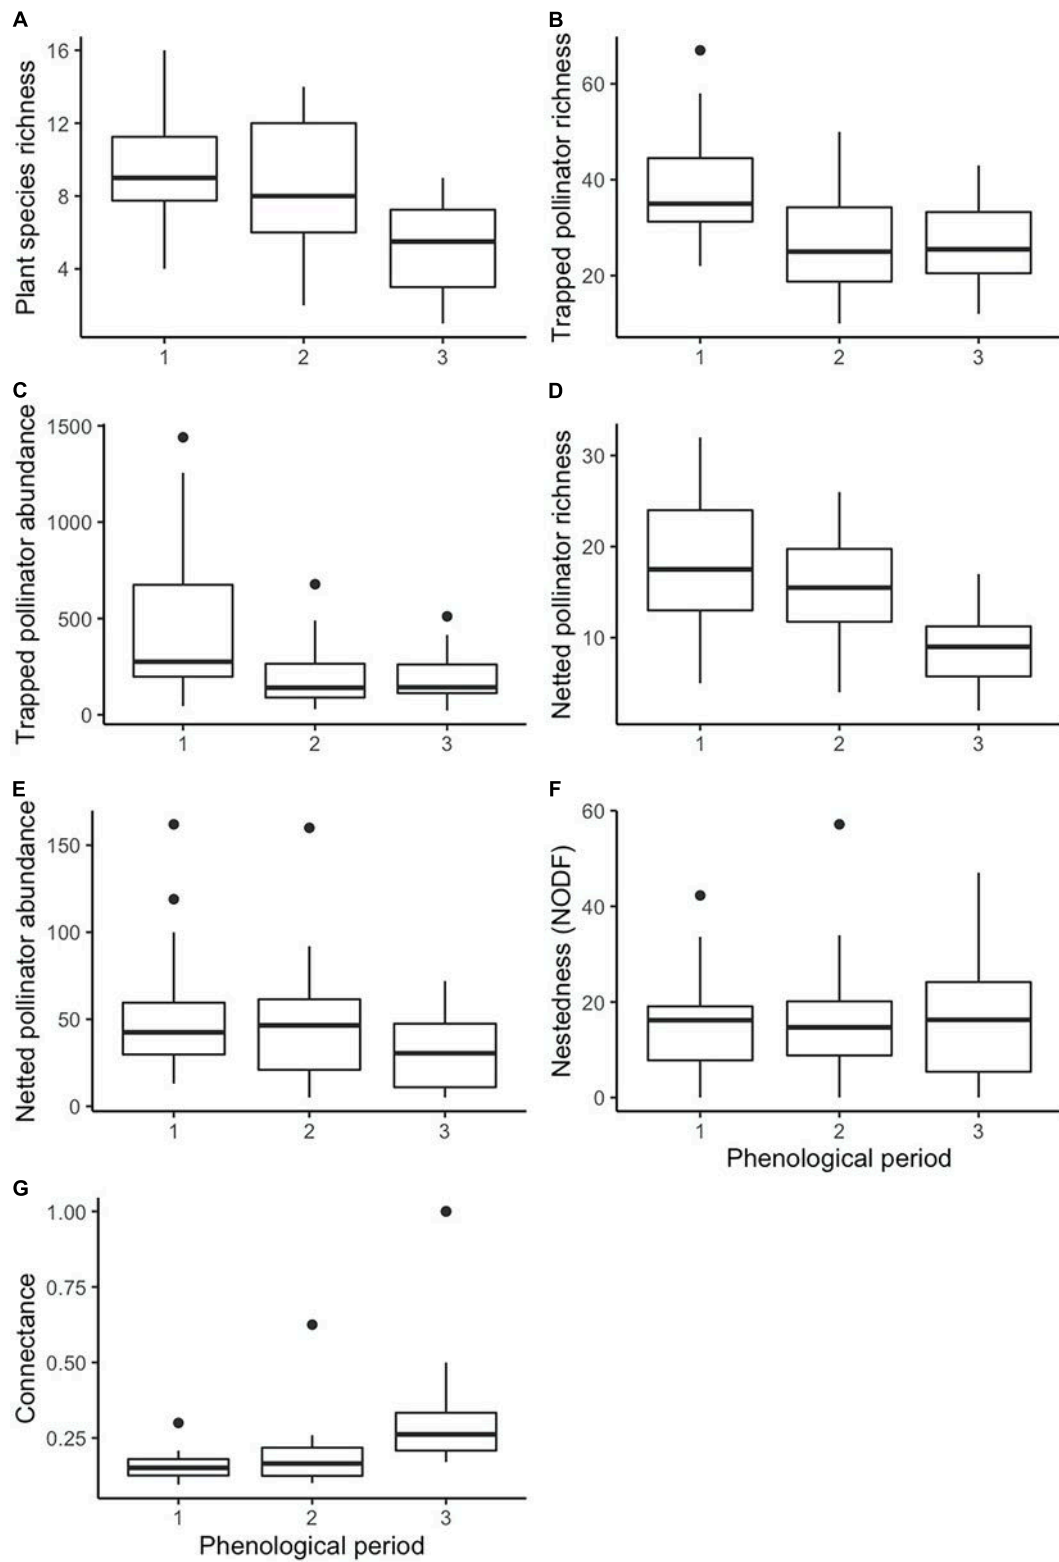 A
Plant species richness
16
12
8
4
1 2 3
B
Trapped pollinator richness
60
40
20
1 2 3
C
Trapped pollinator abundance
1500
1000
500
0
1 2 3
D
Netted pollinator richness
30
20
10
1 2 3
E
Netted pollinator abundance
150
100
50
0
1 2 3
F
Nestedness (NODF)
60
40
20
0
1 2 3
Phenological period
G
Connectance
1.00
0.75
0.50
0.25
1 2 3
Phenological period